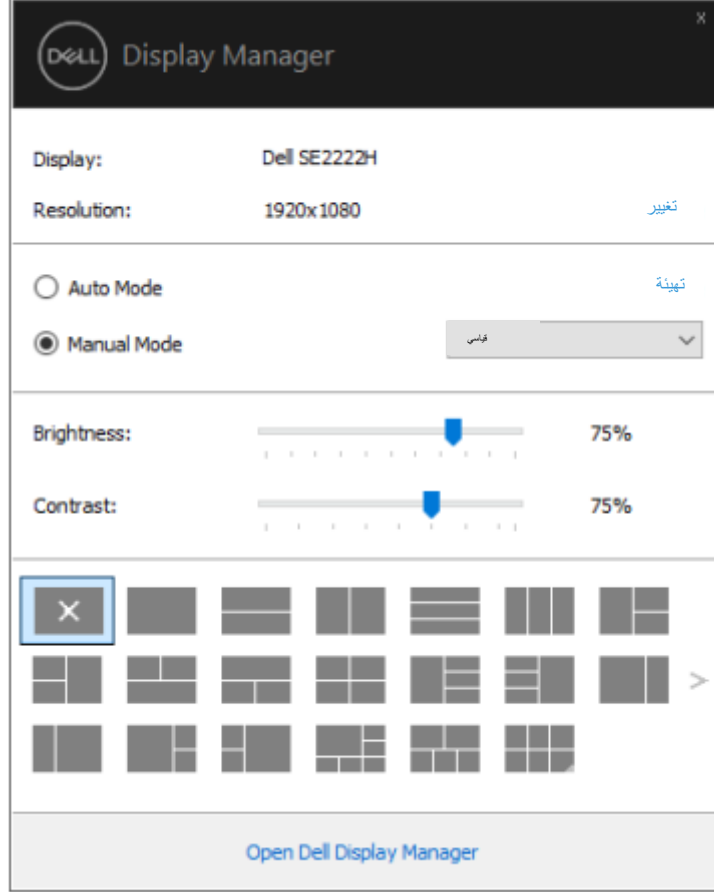 x
DELL Display Manager
Display: Dell SE2222H
Resolution: 1920x1080 تغيير
Auto Mode تهيئة
Manual Mode قياسي
Brightness: 75%
Contrast: 75%
Open Dell Display Manager